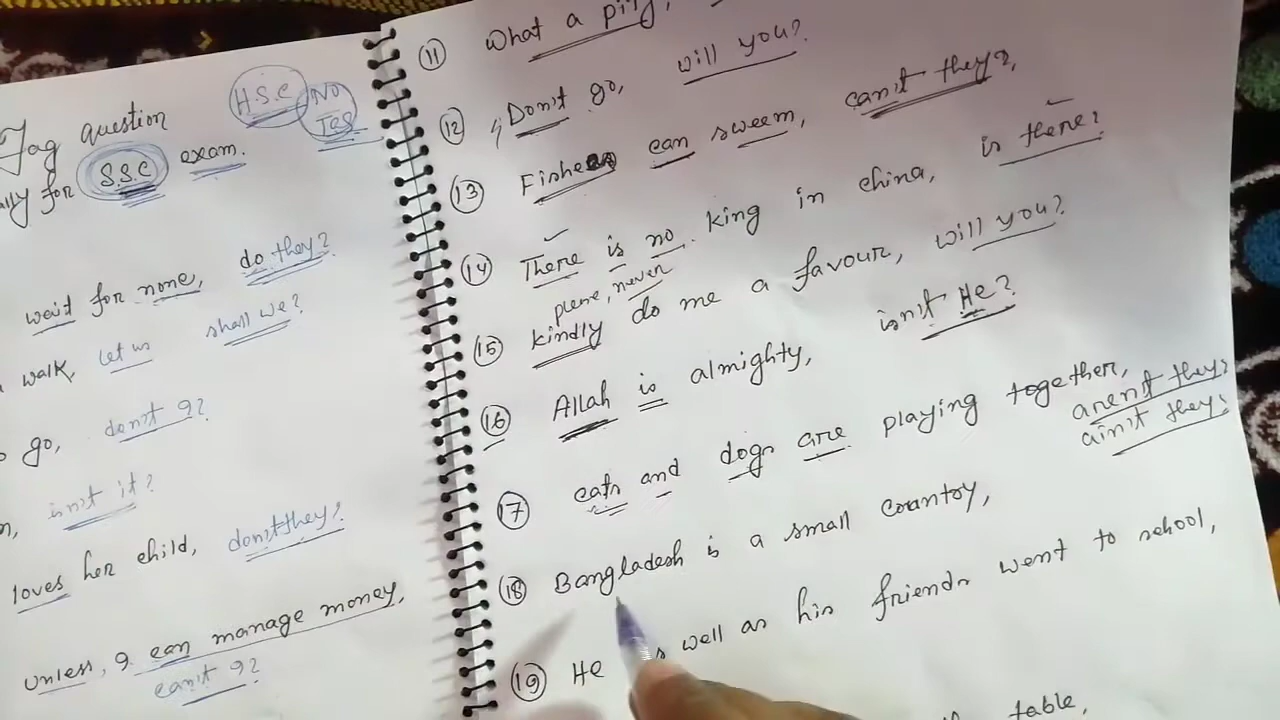 Tag question
H.S.C
No
Tes
for S.S.C exam.
wait for none, do they?
walk, Let us shall we?
go, don't I?
isn't it?
loves her child, don't they?
unless, I can manage money,
can't I?
11 What a pity,
12 Don't go, will you?
13 Fishes can sweem, can't they?,
14 There is no king in china, is there?
plene, never
15 kindly do me a favour, will you?
16 Allah is almighty, isn't He?
17 cats and dogs are playing together, aren't they?
ain't they?
18 Bangladesh is a small country,
19 He well as his friends went to school,
table,